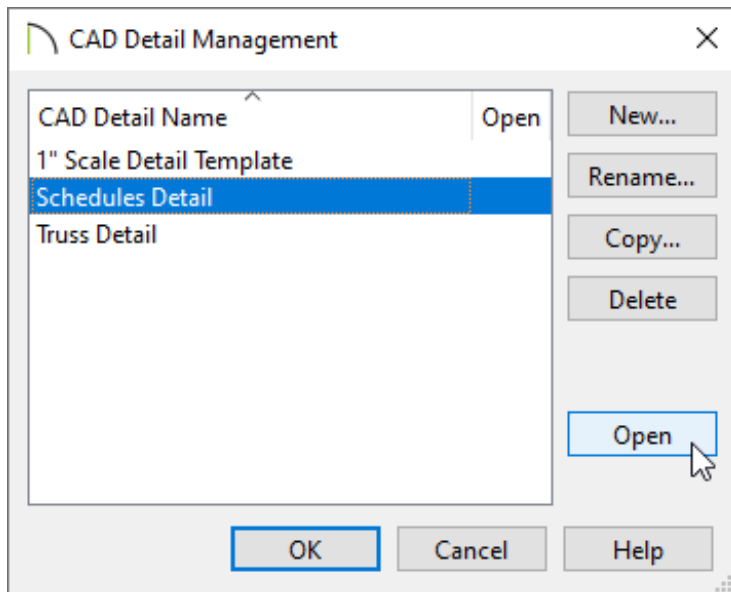 CAD Detail Management
CAD Detail Name Open
1" Scale Detail Template
Schedules Detail
Truss Detail
New...
Rename...
Copy...
Delete
Open
OK Cancel Help